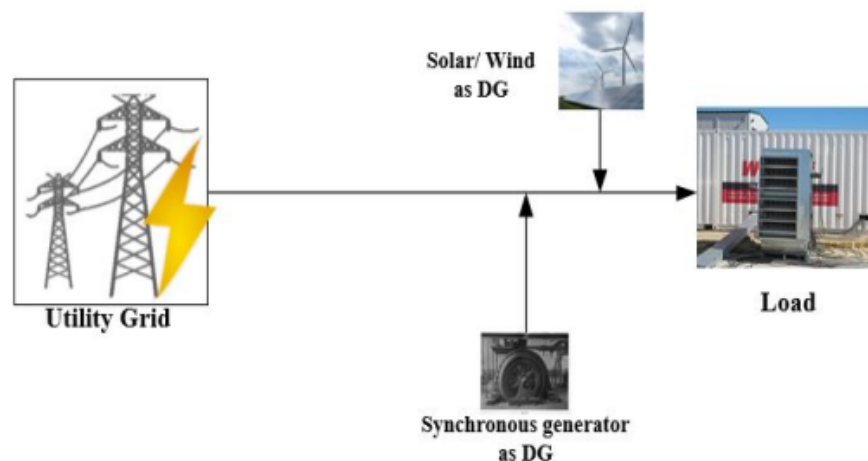 Solar/ Wind
as DG
Utility Grid
Load
Synchronous generator
as DG